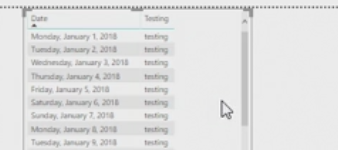 Date Testing
Monday, January 1, 2018 testing
Tuesday, January 2, 2018 testing
Wednesday, January 3, 2018 testing
Thursday, January 4, 2018 testing
Friday, January 5, 2018 testing
Saturday, January 6, 2018 testing
Sunday, January 7, 2018 testing
Monday, January 8, 2018 testing
Tuesday, January 9, 2018 testing